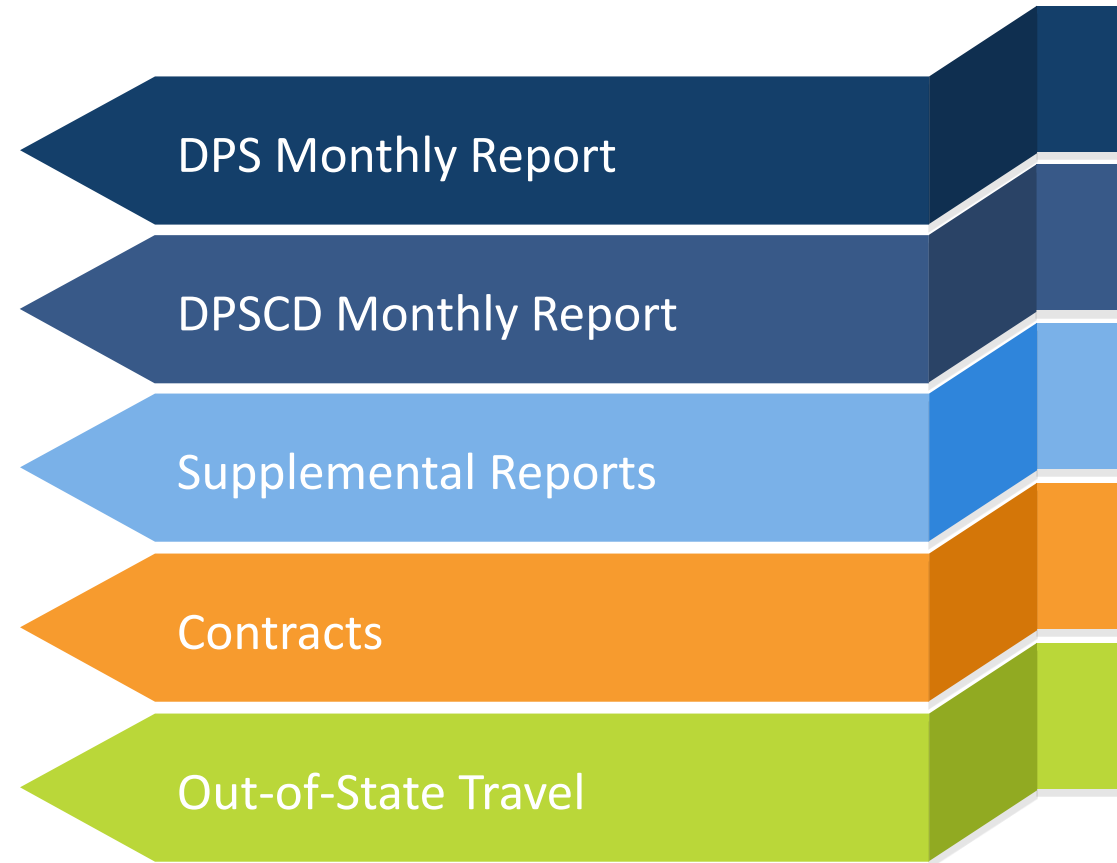 DPS Monthly Report
DPSCD Monthly Report
Supplemental Reports
Contracts
Out-of-State Travel